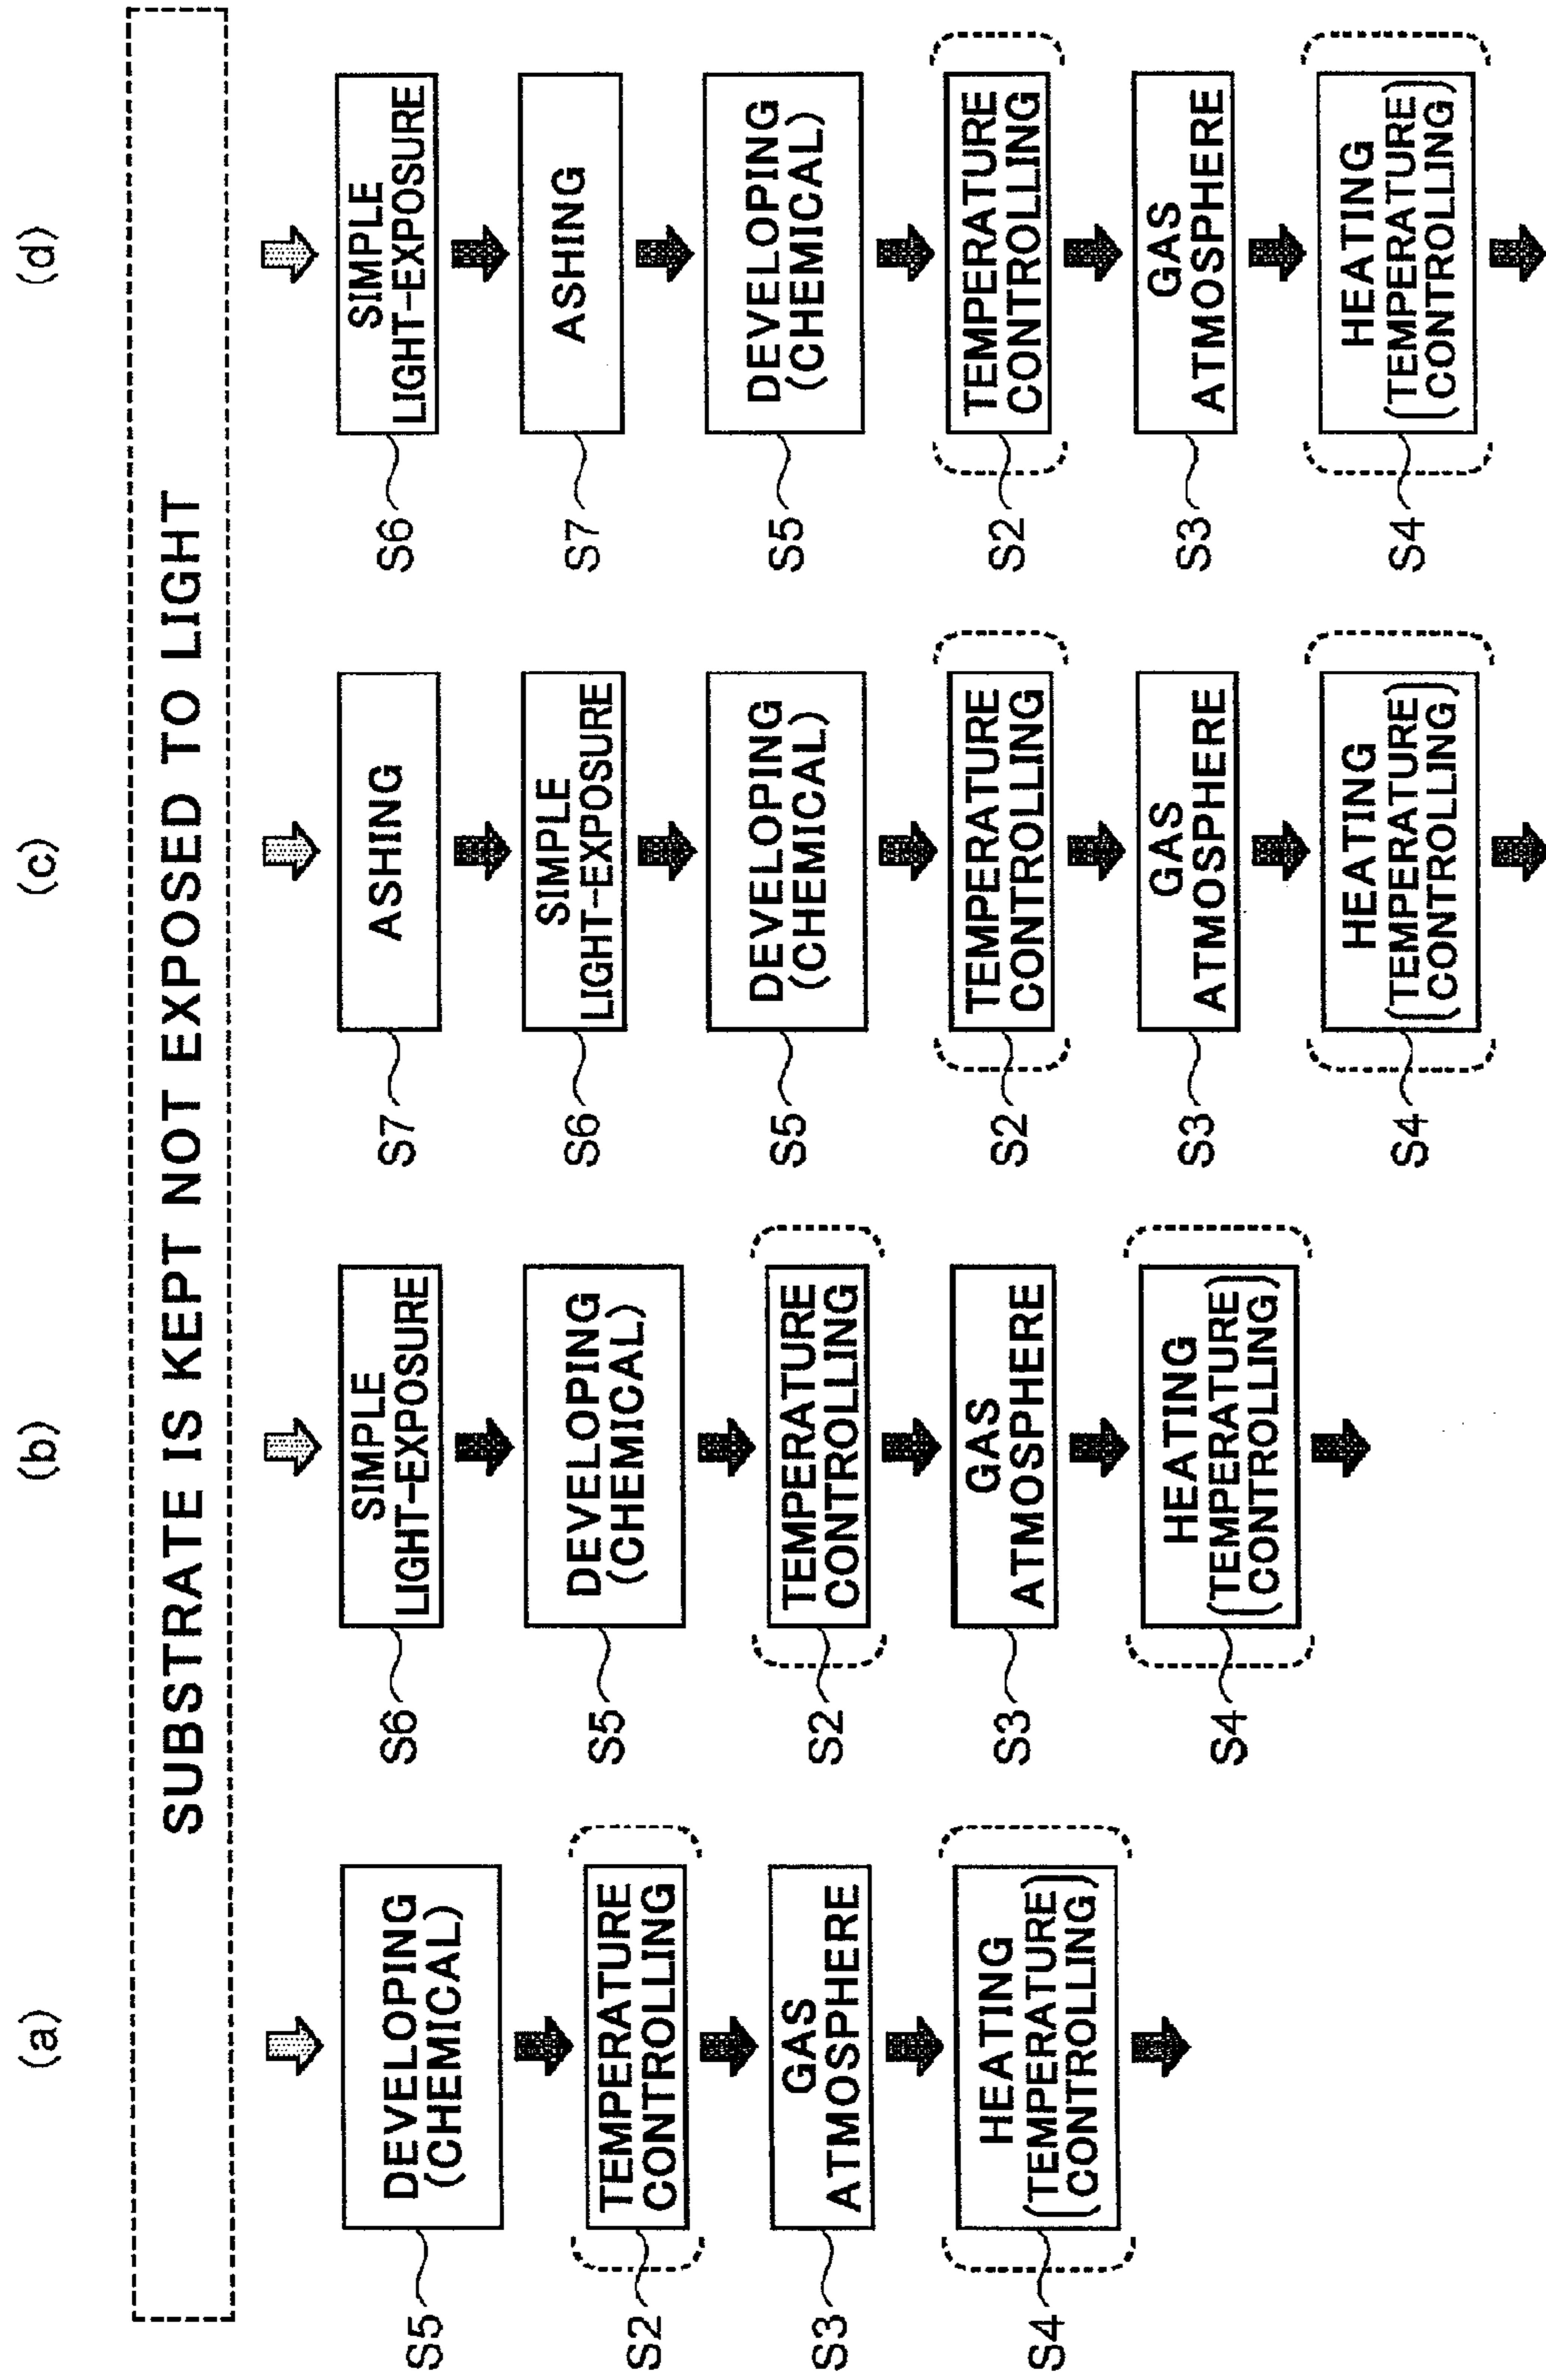 (a)
(b)
(c)
(d)
SUBSTRATE IS KEPT NOT EXPOSED TO LIGHT
S5
DEVELOPING
(CHEMICAL)
S2
TEMPERATURE
CONTROLLING
S3
GAS
ATMOSPHERE
S4
HEATING
(TEMPERATURE
CONTROLLING)
S6
SIMPLE
LIGHT-EXPOSURE
S5
DEVELOPING
(CHEMICAL)
S2
TEMPERATURE
CONTROLLING
S3
GAS
ATMOSPHERE
S4
HEATING
(TEMPERATURE
CONTROLLING)
S7
ASHING
S6
SIMPLE
LIGHT-EXPOSURE
S5
DEVELOPING
(CHEMICAL)
S2
TEMPERATURE
CONTROLLING
S3
GAS
ATMOSPHERE
S4
HEATING
(TEMPERATURE
CONTROLLING)
S6
SIMPLE
LIGHT-EXPOSURE
S7
ASHING
S5
DEVELOPING
(CHEMICAL)
S2
TEMPERATURE
CONTROLLING
S3
GAS
ATMOSPHERE
S4
HEATING
(TEMPERATURE
CONTROLLING)